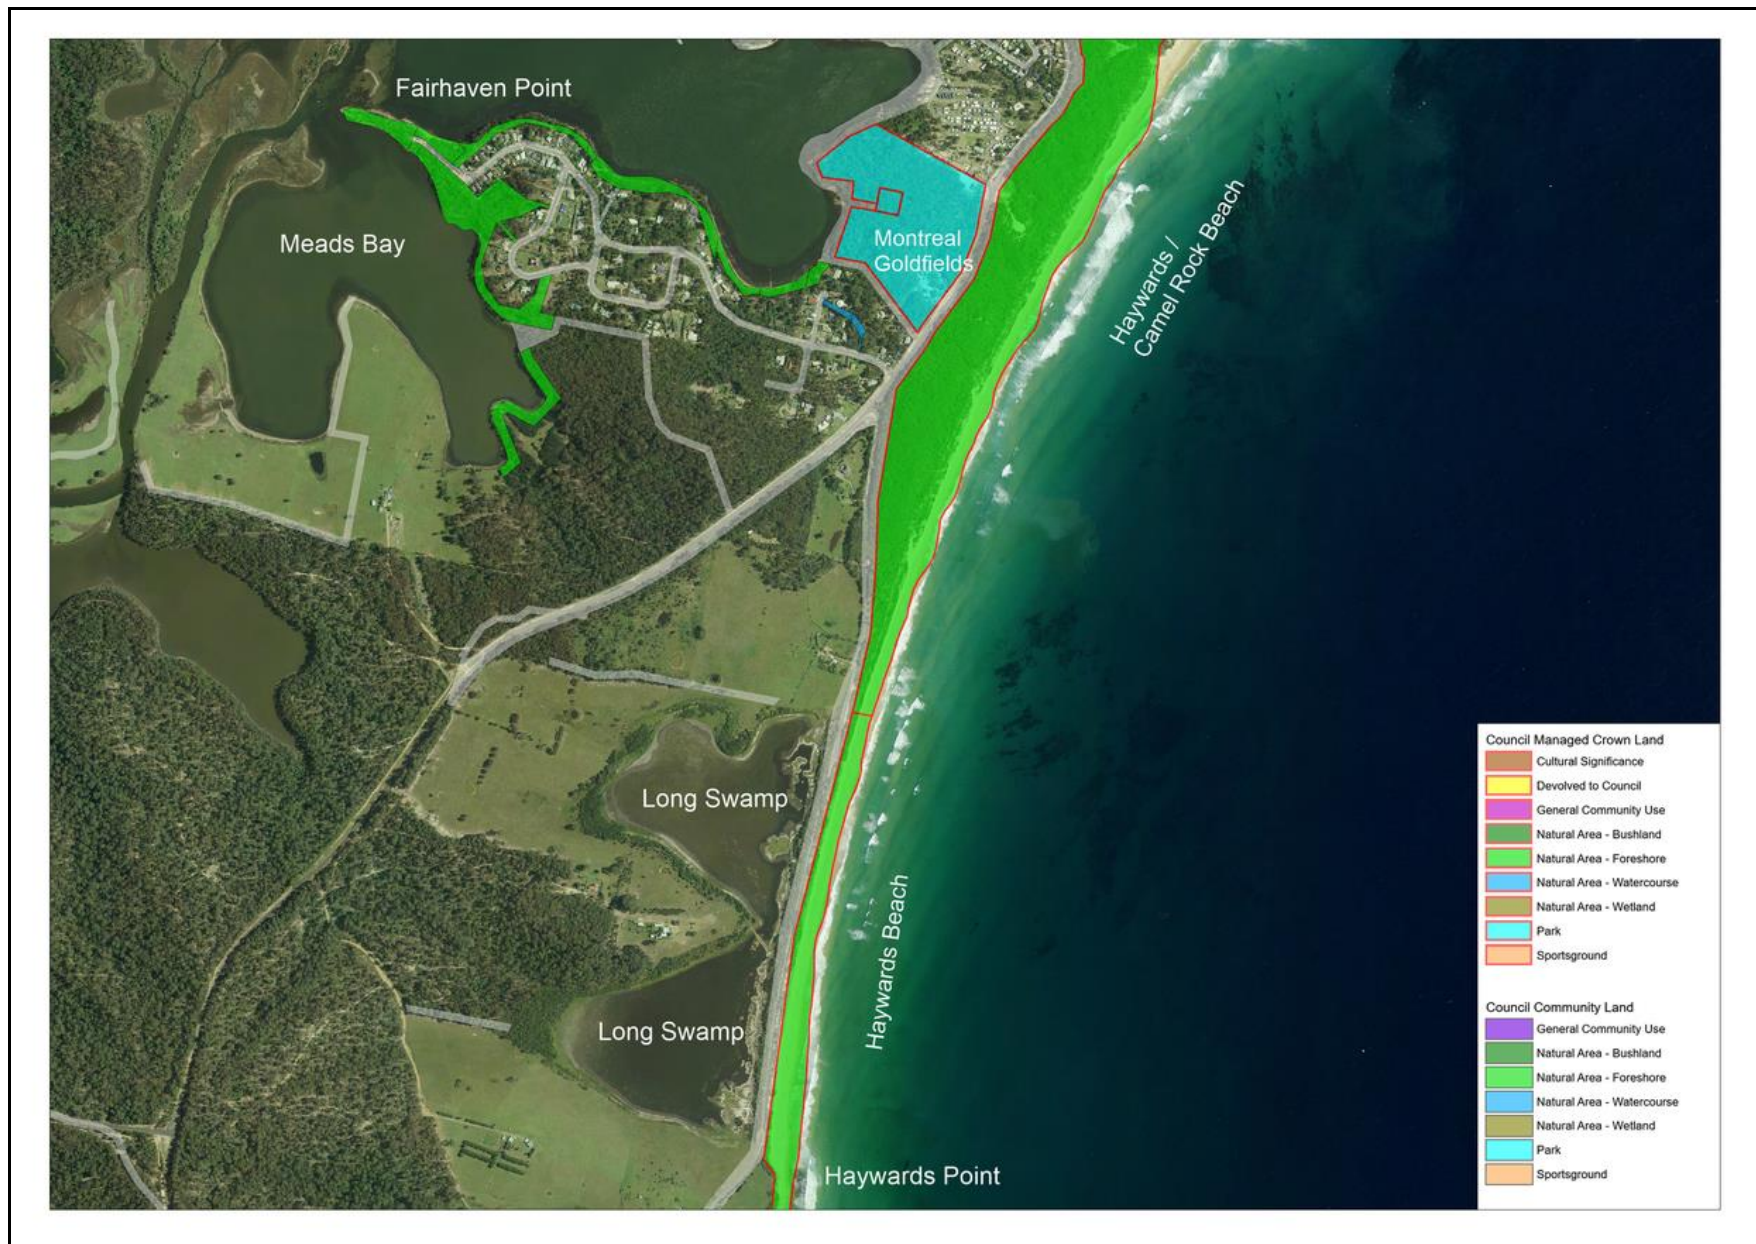 Fairhaven Point
Meads Bay
Montreal
Goldfields
Haywards /
Camel Rock Beach
Long Swamp
Haywards Beach
Long Swamp
Haywards Point
Council Managed Crown Land
Cultural Significance
Devolved to Council
General Community Use
Natural Area - Bushland
Natural Area - Foreshore
Natural Area - Watercourse
Natural Area - Wetland
Park
Sportsground
Council Community Land
General Community Use
Natural Area - Bushland
Natural Area - Foreshore
Natural Area - Watercourse
Natural Area - Wetland
Park
Sportsground